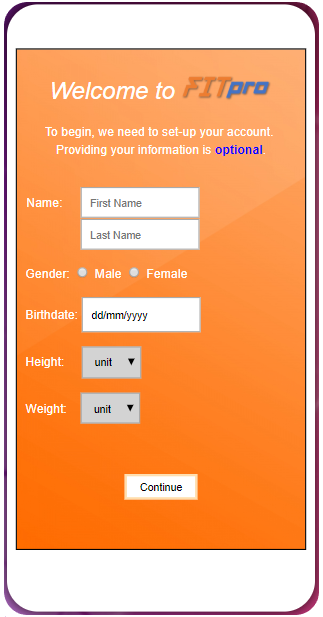 Welcome to FITpro
To begin, we need to set-up your account.
Providing your information is optional
Name: First Name
Last Name
Gender: Male Female
Birthdate: dd/mm/yyyy
Height: unit
Weight: unit
Continue